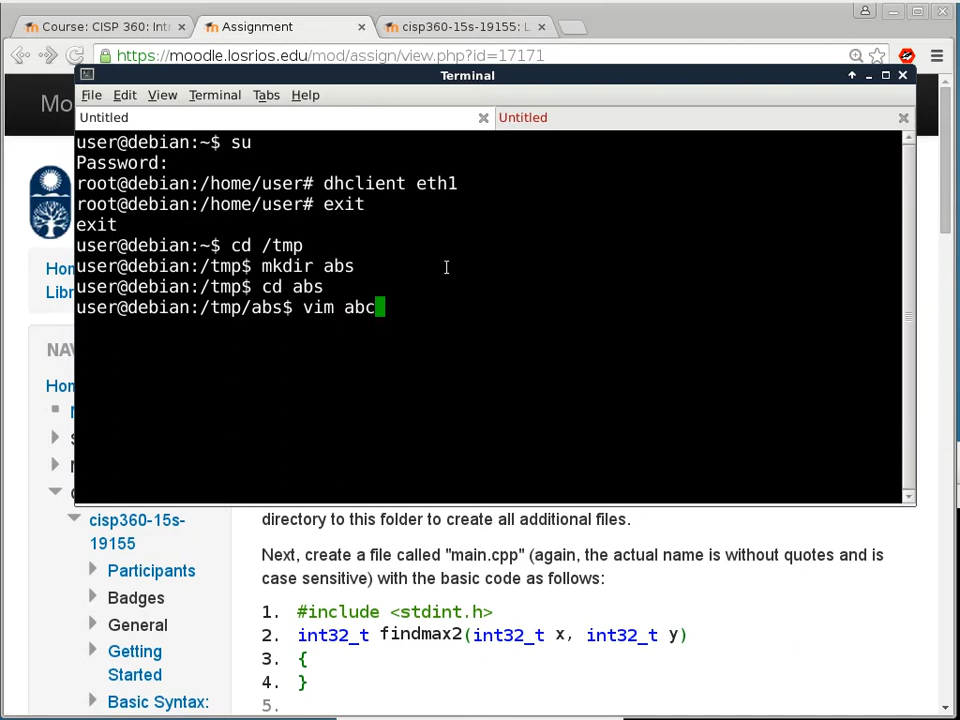 Course: CISP 360: Int
Assignment
cisp360-15s-19155: L
https://moodle.losrios.edu/mod/assign/view.php?id=17171
Terminal
Mo
File Edit View Terminal Tabs Help
Untitled
Untitled
user@debian:~$ su
Password:
root@debian:/home/user# dhclient eth1
root@debian:/home/user# exit
exit
user@debian:~$ cd /tmp
user@debian:/tmp$ mkdir abs
user@debian:/tmp$ cd abs
user@debian:/tmp/abs$ vim abc
Hom
Libr
NAV
Hom
cisp360-15s-
19155
Participants
Badges
General
Getting
Started
Basic Syntax:
directory to this folder to create all additional files.
Next, create a file called "main.cpp" (again, the actual name is without quotes and is
case sensitive) with the basic code as follows:
1. #include <stdint.h>
2. int32_t findmax2(int32_t x, int32_t y)
3. {
4. }
5.